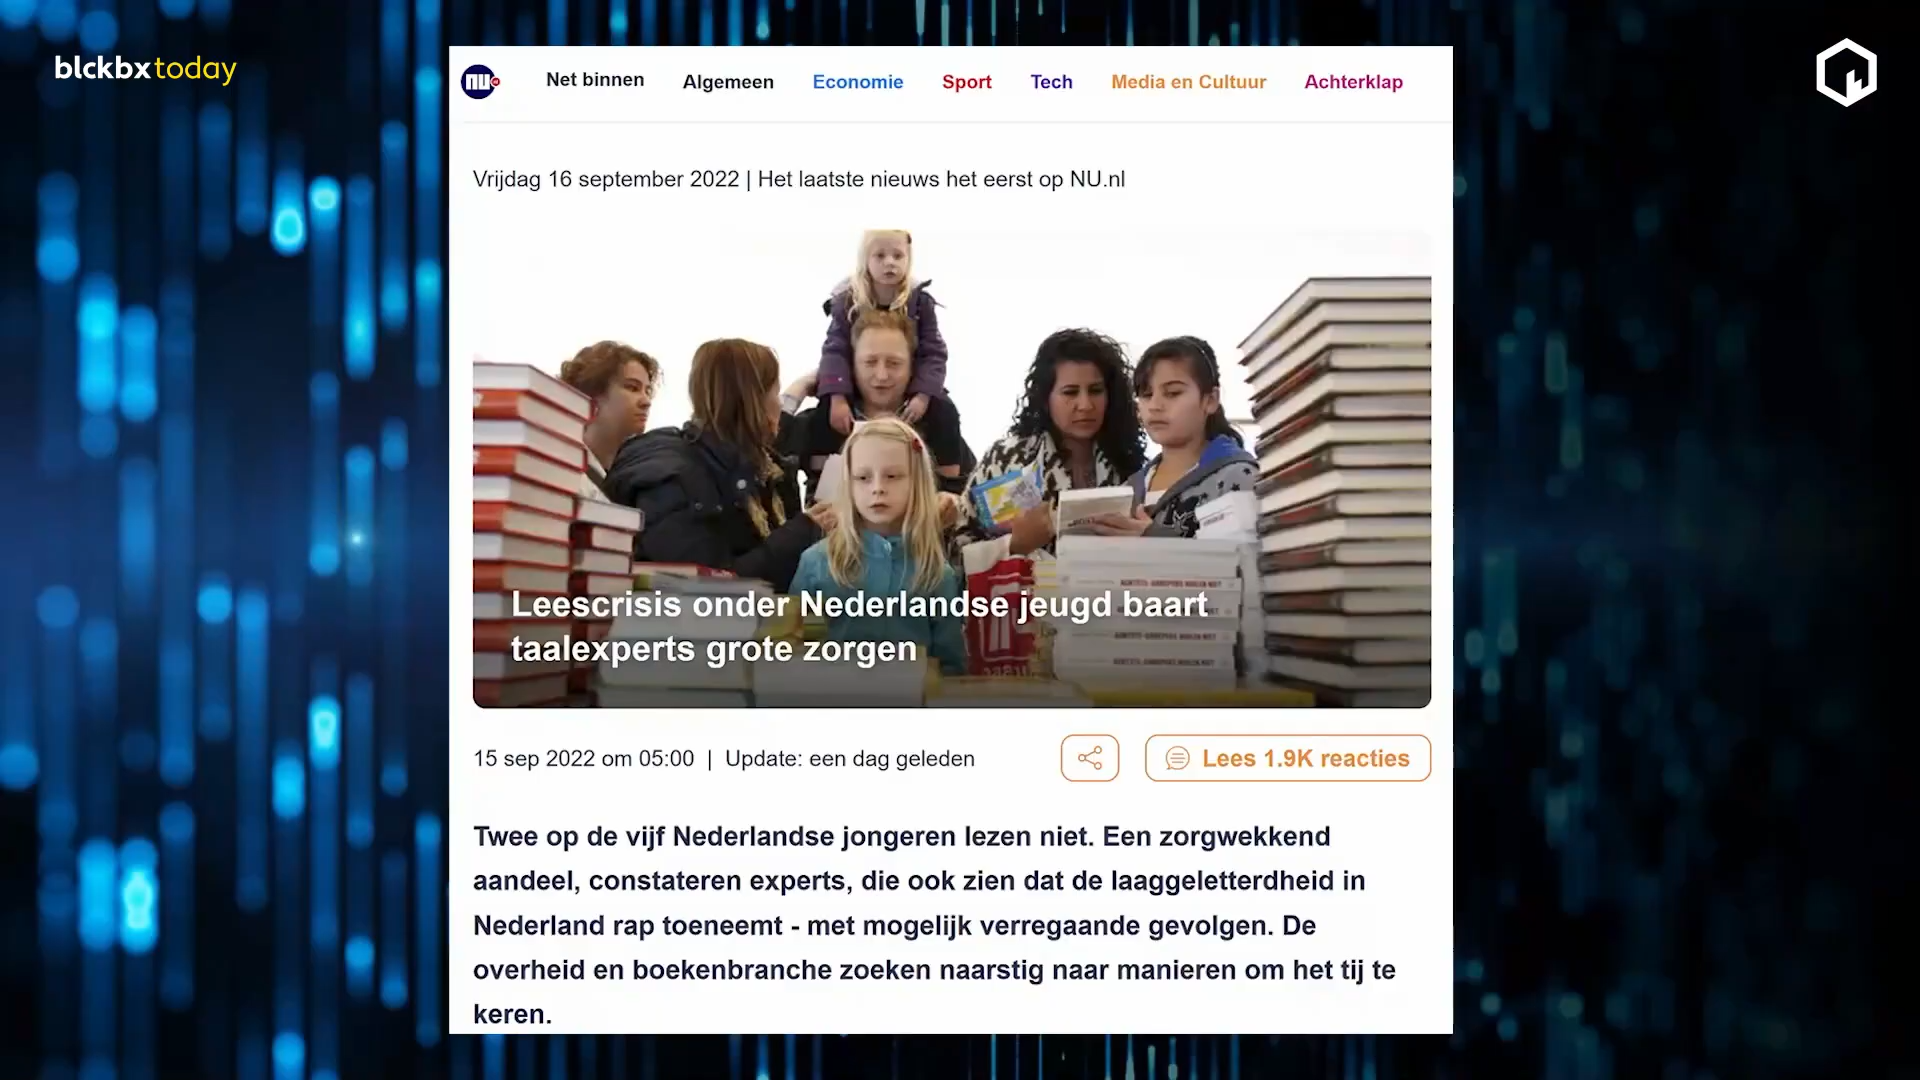 blckbxtoday
nu
Net binnen
Algemeen
Economie
Sport
Tech
Media en Cultuur
Achterklap
Vrijdag 16 september 2022 | Het laatste nieuws het eerst op NU.nl
Leescrisis onder Nederlandse jeugd baart
taalexperts grote zorgen
15 sep 2022 om 05:00 | Update: een dag geleden
Lees 1.9K reacties
Twee op de vijf Nederlandse jongeren lezen niet. Een zorgwekkend
aandeel, constateren experts, die ook zien dat de laaggeletterdheid in
Nederland rap toeneemt - met mogelijk verregaande gevolgen. De
overheid en boekenbranche zoeken naarstig naar manieren om het tij te
keren.